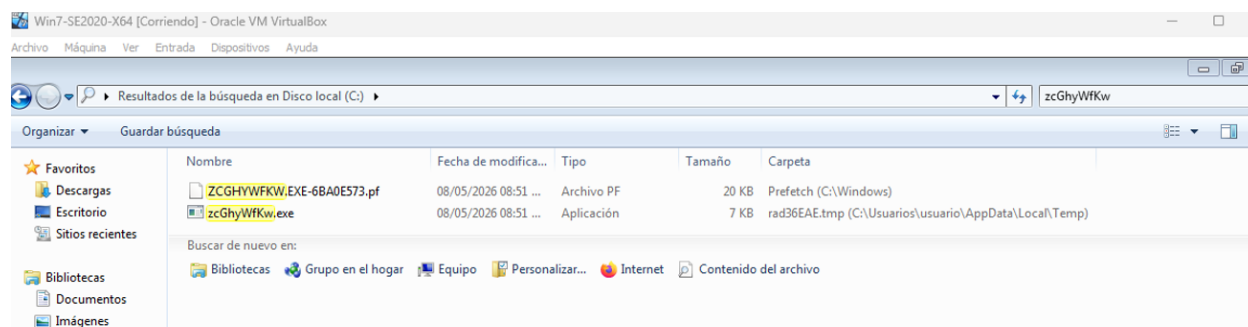 Win7-SE2020-X64 [Corriendo] - Oracle VM VirtualBox
Archivo Máquina Ver Entrada Dispositivos Ayuda
Resultados de la búsqueda en Disco local (C:) zcGhyWfKw
Organizar Guardar búsqueda
Favoritos Nombre Fecha de modifica... Tipo Tamaño Carpeta
Descargas ZCGHYWFKW.EXE-6BA0E573.pf 08/05/2026 08:51 ... Archivo PF 20 KB Prefetch (C:\Windows)
Escritorio zcGhyWfKw.exe 08/05/2026 08:51 ... Aplicación 7 KB rad36EAE.tmp (C:\Usuarios\usuario\AppData\Local\Temp)
Sitios recientes
Buscar de nuevo en:
Bibliotecas Bibliotecas Grupo en el hogar Equipo Personalizar... Internet Contenido del archivo
Documentos
Imágenes